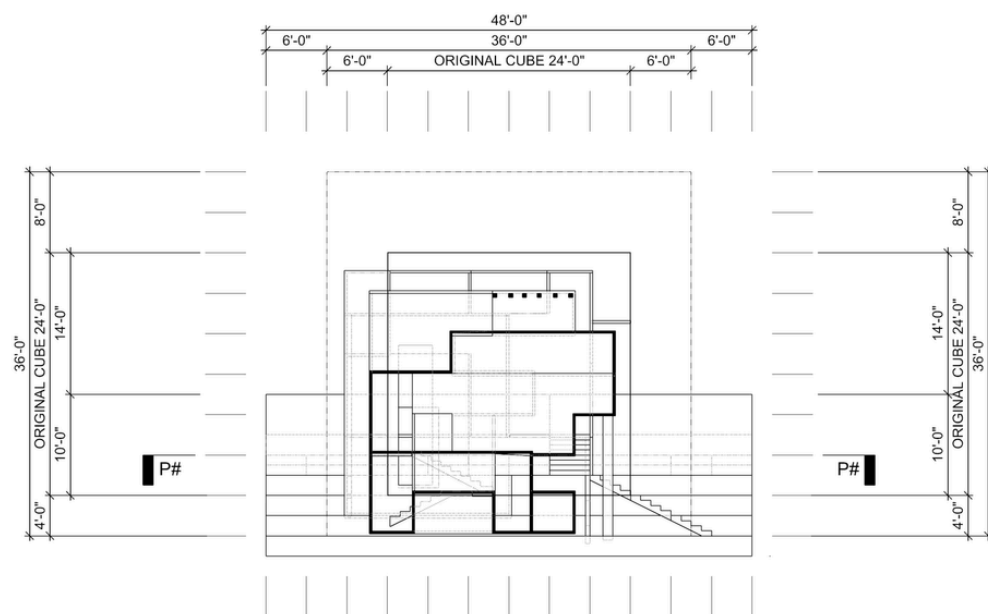 48'-0"
6'-0" 36'-0" 6'-0"
6'-0" ORIGINAL CUBE 24'-0" 6'-0"
36'-0"
8'-0"
ORIGINAL CUBE 24'-0"
4'-0"
14'-0"
10'-0"
P#
P#
14'-0"
10'-0"
8'-0"
ORIGINAL CUBE 24'-0"
4'-0"
36'-0"